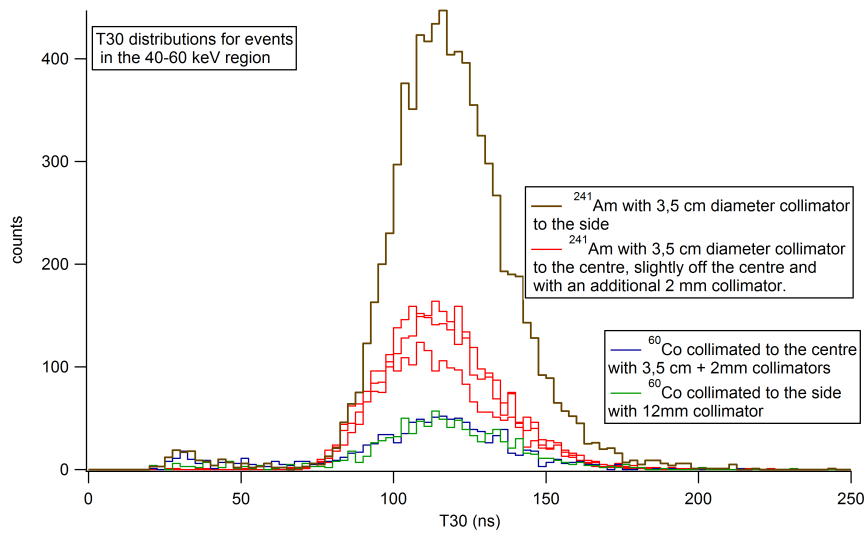 T30 distributions for events
in the 40-60 keV region
400
300
200
100
0
counts
241Am with 3,5 cm diameter collimator
to the side
241Am with 3,5 cm diameter collimator
to the centre, slightly off the centre and
with an additional 2 mm collimator.
60Co collimated to the centre
with 3,5 cm + 2mm collimators
60Co collimated to the side
with 12mm collimator
0 50 100 150 200 250
T30 (ns)